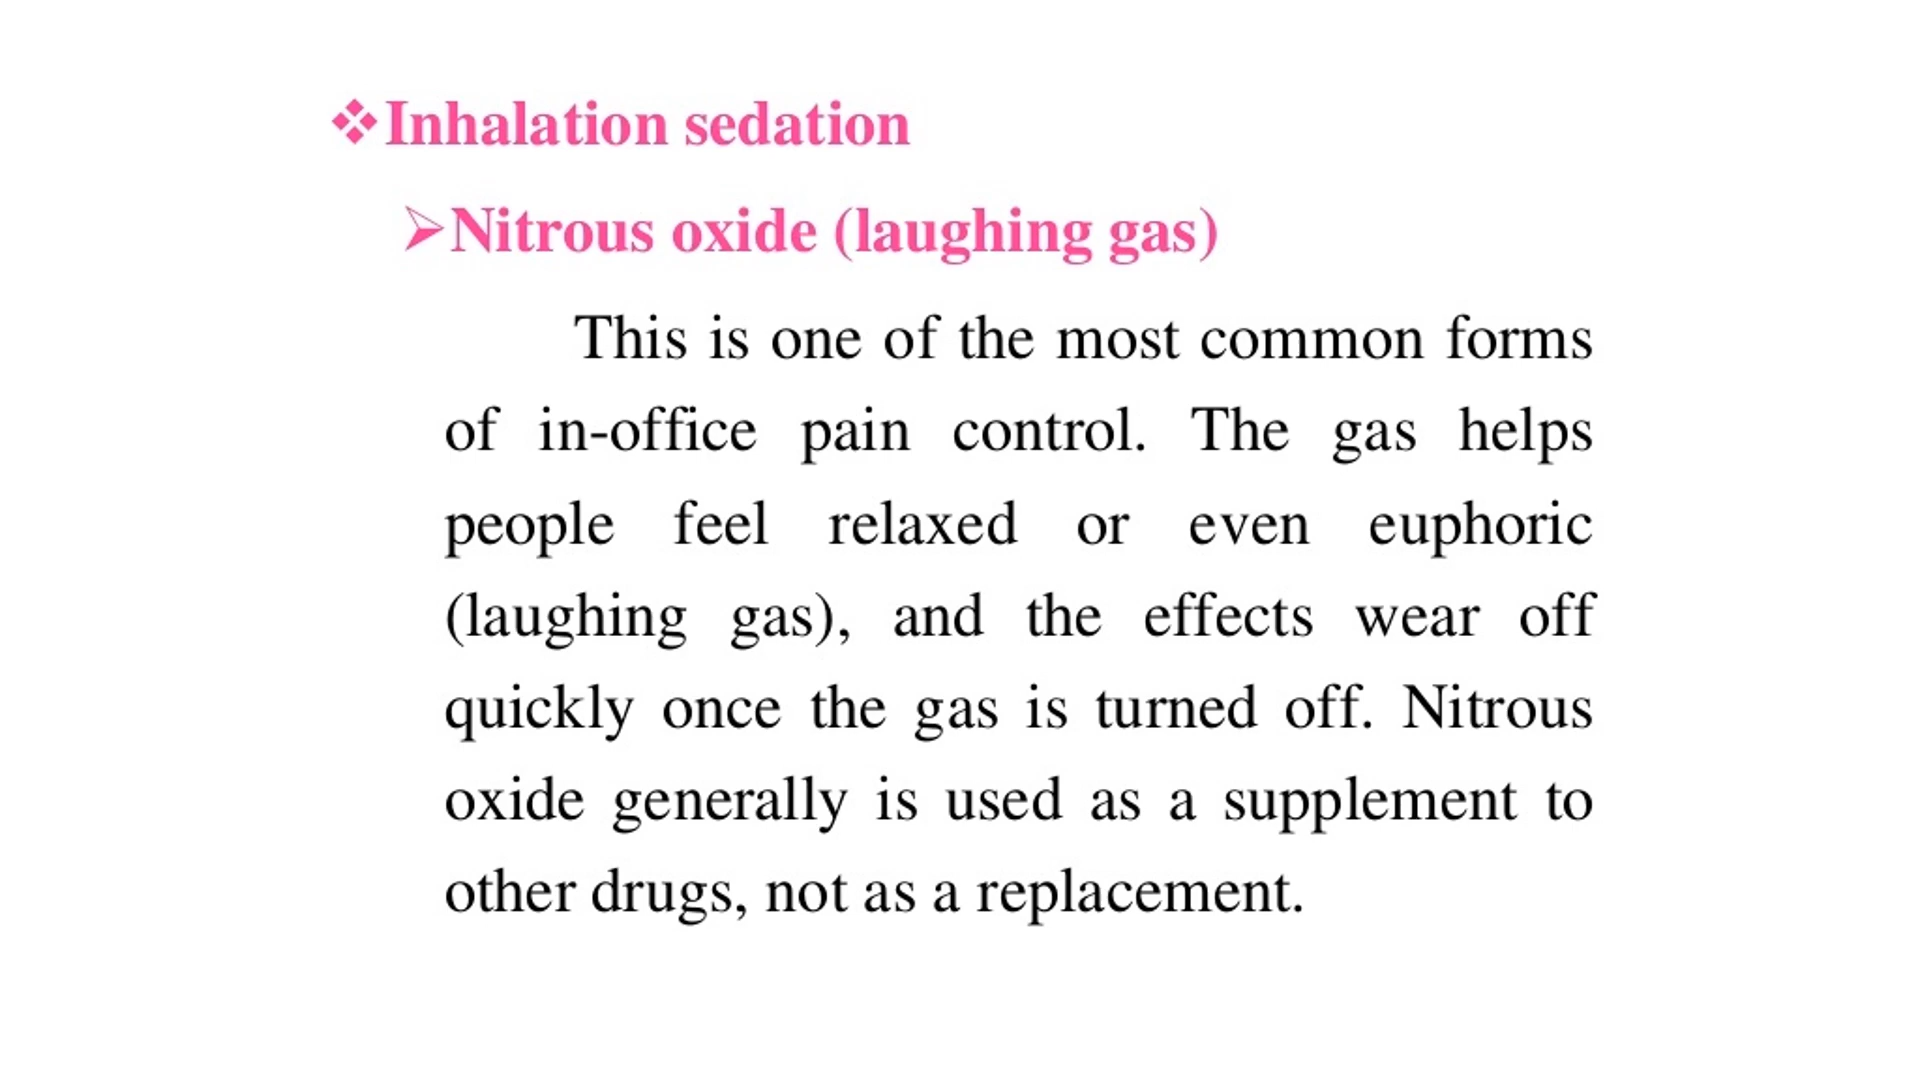 ❖Inhalation sedation
➢Nitrous oxide (laughing gas)
This is one of the most common forms
of in-office pain control. The gas helps
people feel relaxed or even euphoric
(laughing gas), and the effects wear off
quickly once the gas is turned off. Nitrous
oxide generally is used as a supplement to
other drugs, not as a replacement.